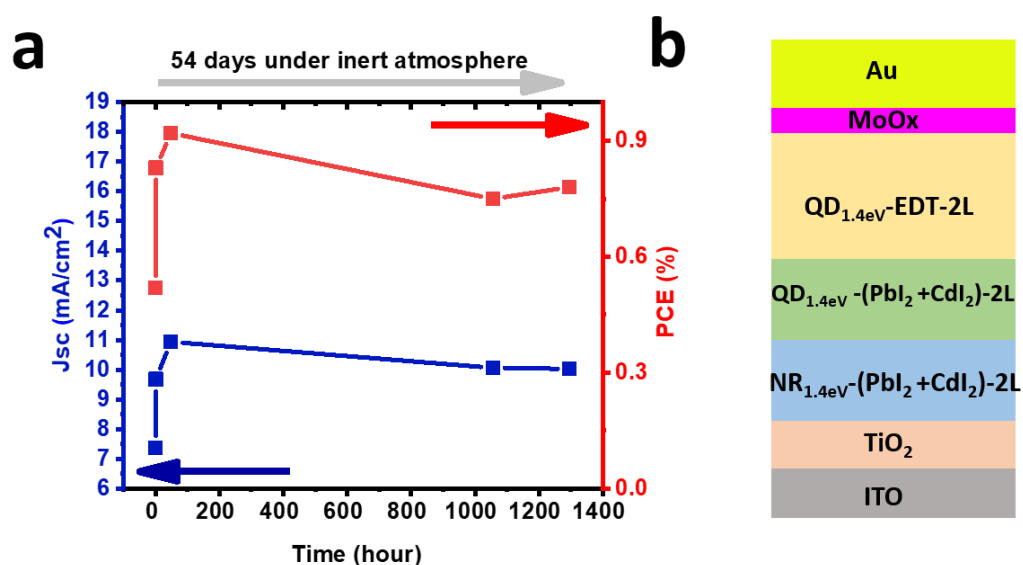 a
54 days under inert atmosphere
19
18
17
16
15
14
13
12
11
10
9
8
7
6
Jsc (mA/cm²)
0.9
0.6
0.3
0.0
PCE (%)
0 200 400 600 800 1000 1200 1400
Time (hour)
b
Au
MoOx
QD₁.₄ₑV-EDT-2L
QD₁.₄ₑV -(PbI₂ +CdI₂)-2L
NR₁.₄ₑV-(PbI₂ +CdI₂)-2L
TiO₂
ITO